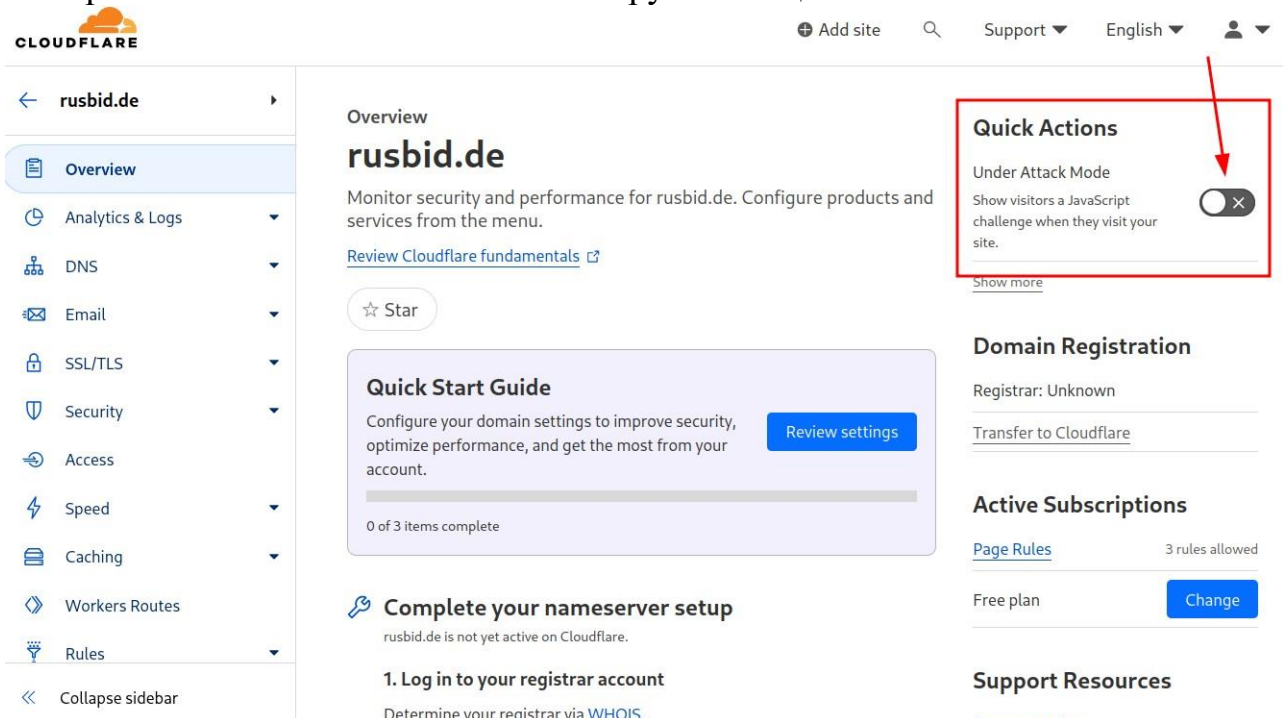 CLOUDFLARE
Add site
Support
English
rusbid.de
Overview
Analytics & Logs
DNS
Email
SSL/TLS
Security
Access
Speed
Caching
Workers Routes
Rules
Collapse sidebar
Overview
rusbid.de
Monitor security and performance for rusbid.de. Configure products and
services from the menu.
Review Cloudflare fundamentals
Star
Quick Start Guide
Configure your domain settings to improve security,
optimize performance, and get the most from your
account.
Review settings
0 of 3 items complete
Complete your nameserver setup
rusbid.de is not yet active on Cloudflare.
1. Log in to your registrar account
Determine your registrar via WHOIS.
Quick Actions
Under Attack Mode
Show visitors a JavaScript
challenge when they visit your
site.
Show more
Domain Registration
Registrar: Unknown
Transfer to Cloudflare
Active Subscriptions
Page Rules
3 rules allowed
Free plan
Change
Support Resources